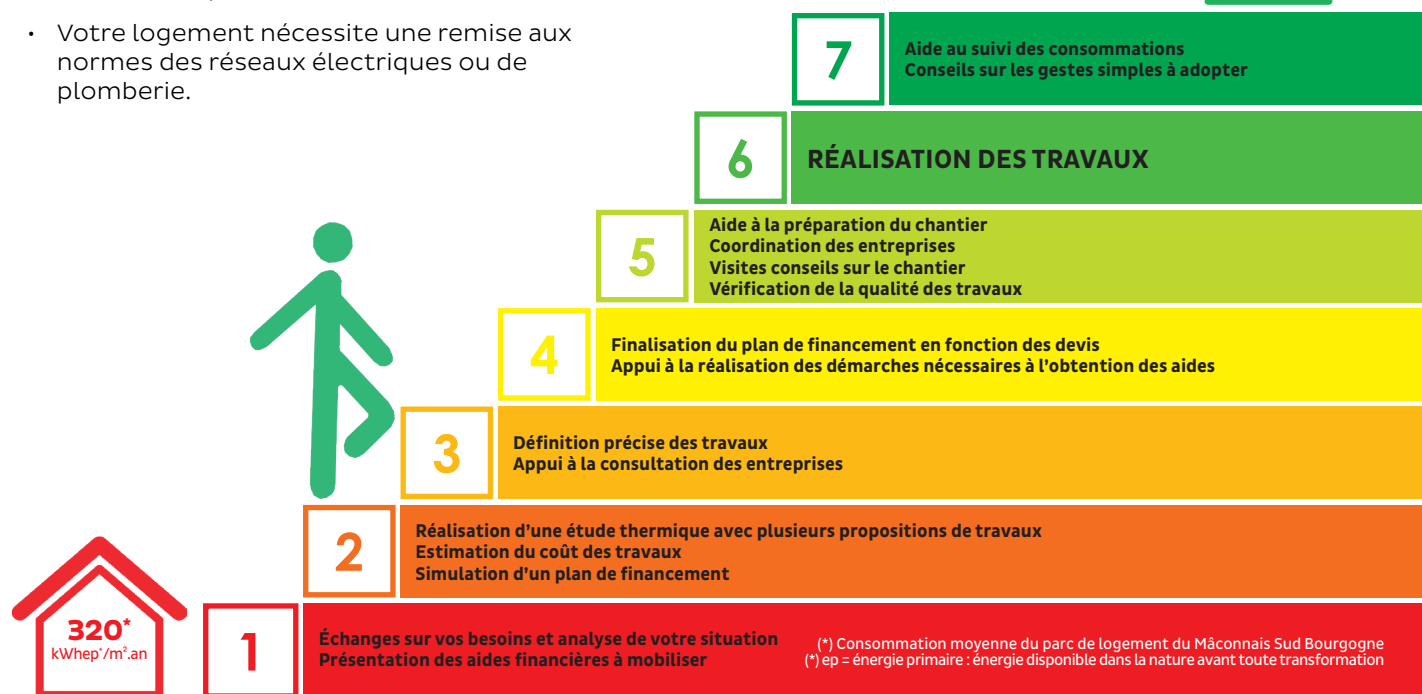 • Votre logement nécessite une remise aux
normes des réseaux électriques ou de
plomberie.
7
Aide au suivi des consommations
Conseils sur les gestes simples à adopter
6
RÉALISATION DES TRAVAUX
5
Aide à la préparation du chantier
Coordination des entreprises
Visites conseils sur le chantier
Vérification de la qualité des travaux
4
Finalisation du plan de financement en fonction des devis
Appui à la réalisation des démarches nécessaires à l’obtention des aides
3
Définition précise des travaux
Appui à la consultation des entreprises
2
Réalisation d’une étude thermique avec plusieurs propositions de travaux
Estimation du coût des travaux
Simulation d’un plan de financement
320*
kWhep*/m².an
1
Échanges sur vos besoins et analyse de votre situation
Présentation des aides financières à mobiliser
(*) Consommation moyenne du parc de logement du Mâconnais Sud Bourgogne
(*) ep = énergie primaire : énergie disponible dans la nature avant toute transformation